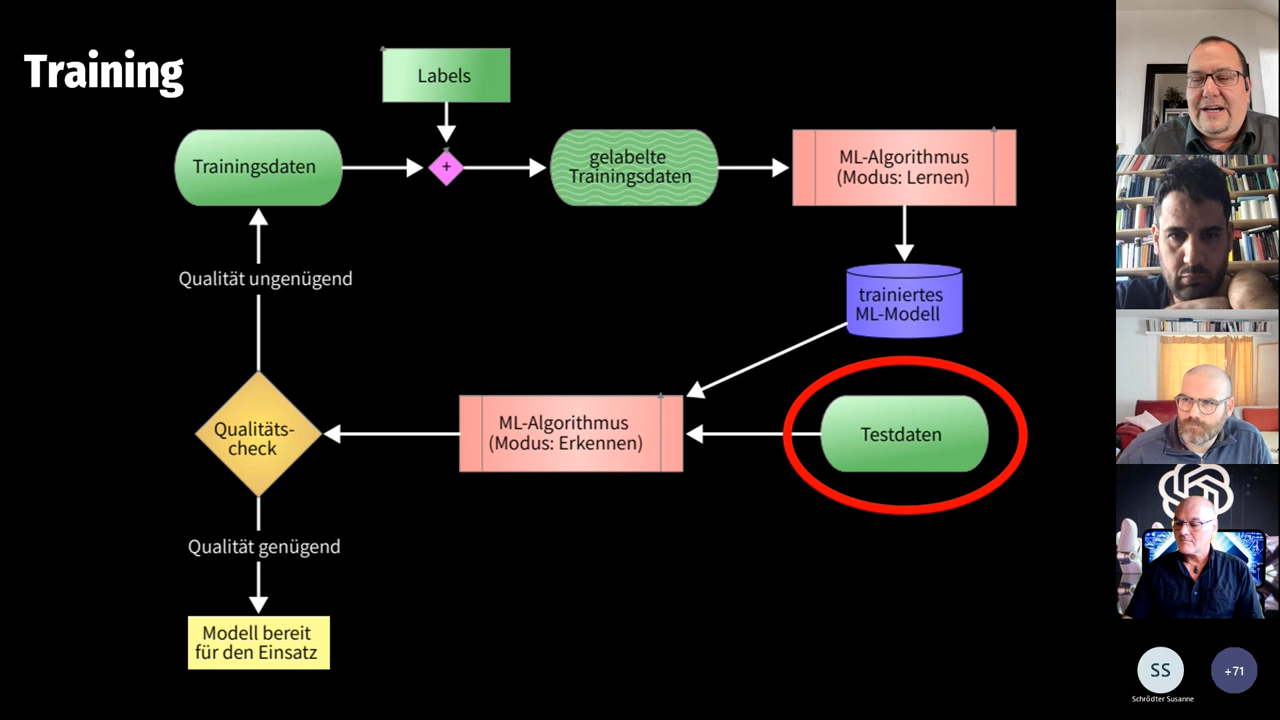 Training
Labels
Trainingsdaten
+
gelabelte
Trainingsdaten
ML-Algorithmus
(Modus: Lernen)
Qualität ungenügend
trainiertes
ML-Modell
Qualitäts-
check
ML-Algorithmus
(Modus: Erkennen)
Testdaten
Qualität genügend
Modell bereit
für den Einsatz
SS
+71
Schrödter Susanne